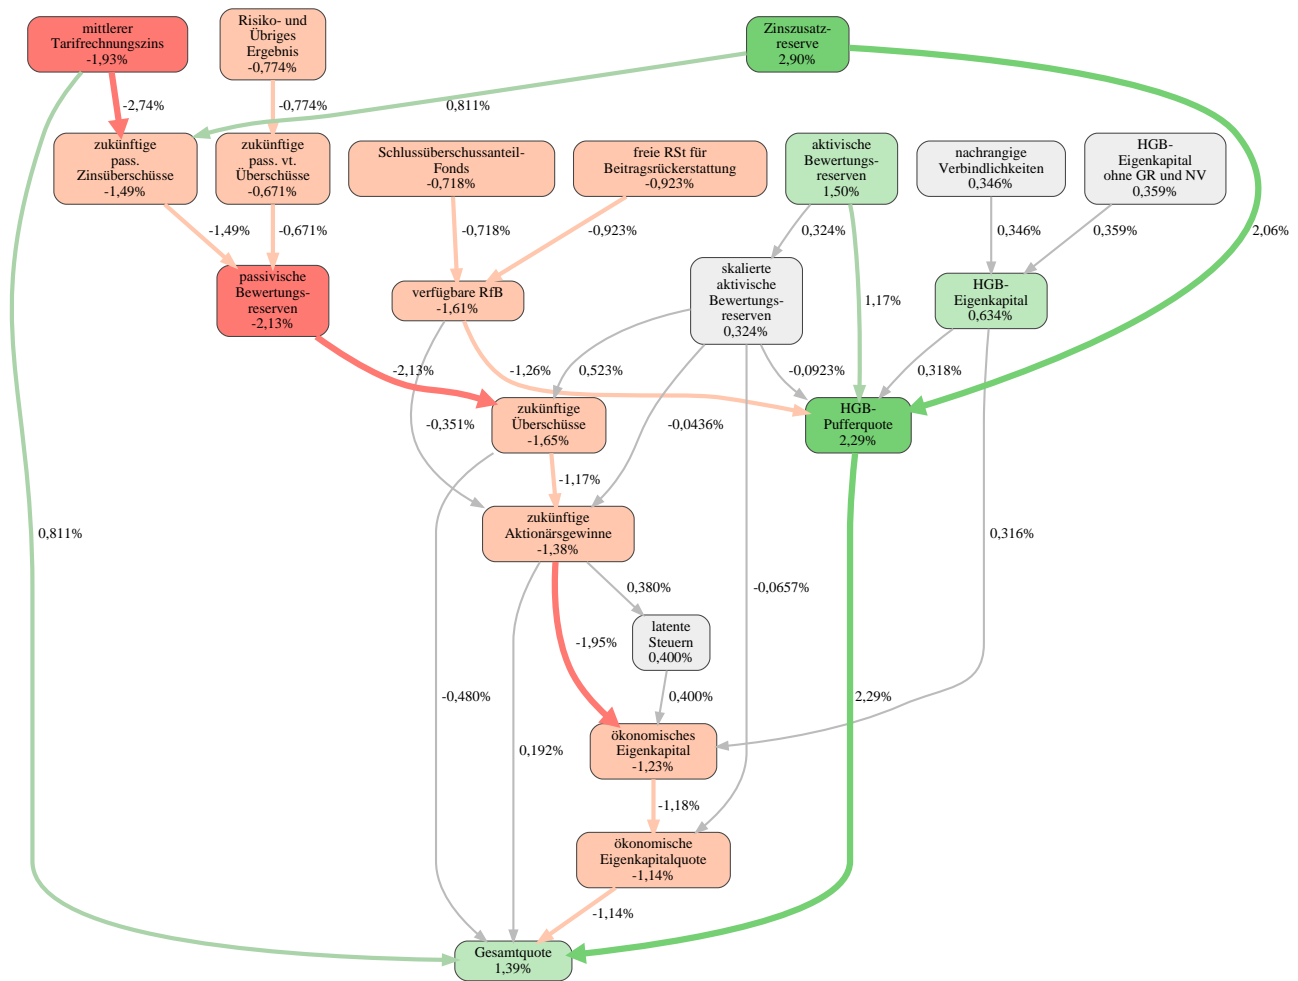 mittlerer
Tarifrechnungszins
-1,93%
Risiko- und
Übriges
Ergebnis
-0,774%
Zinszusatz-
reserve
2,90%
-2,74%
-0,774%
0,811%
zukünftige
pass.
Zinsüberschüsse
-1,49%
zukünftige
pass. vt.
Überschüsse
-0,671%
Schlussüberschussanteil-
Fonds
-0,718%
freie RSt für
Beitragsrückerstattung
-0,923%
aktivische
Bewertungs-
reserven
1,50%
nachrangige
Verbindlichkeiten
0,346%
HGB-
Eigenkapital
ohne GR und NV
0,359%
-1,49%
-0,671%
-0,718%
-0,923%
0,324%
0,346%
0,359%
2,06%
passivische
Bewertungs-
reserven
-2,13%
verfügbare RfB
-1,61%
skalierte
aktivische
Bewertungs-
reserven
0,324%
1,17%
HGB-
Eigenkapital
0,634%
-2,13%
-1,26%
0,523%
-0,0923%
0,318%
zukünftige
Überschüsse
-1,65%
HGB-
Pufferquote
2,29%
-0,351%
-0,0436%
-1,17%
zukünftige
Aktionärsgewinne
-1,38%
0,811%
0,316%
0,380%
-0,0657%
latente
Steuern
0,400%
-1,95%
-0,480%
0,400%
2,29%
0,192%
ökonomisches
Eigenkapital
-1,23%
-1,18%
ökonomische
Eigenkapitalquote
-1,14%
-1,14%
Gesamtquote
1,39%